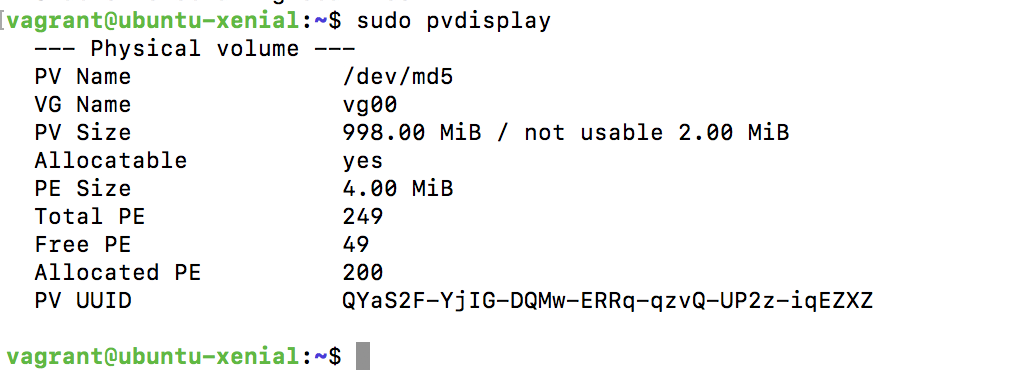 vagrant@ubuntu-xenial:~$ sudo pvdisplay
--- Physical volume ---
PV Name /dev/md5
VG Name vg00
PV Size 998.00 MiB / not usable 2.00 MiB
Allocatable yes
PE Size 4.00 MiB
Total PE 249
Free PE 49
Allocated PE 200
PV UUID QYaS2F-YjIG-DQMw-ERRq-qzvQ-UP2z-iqEZXZ
vagrant@ubuntu-xenial:~$